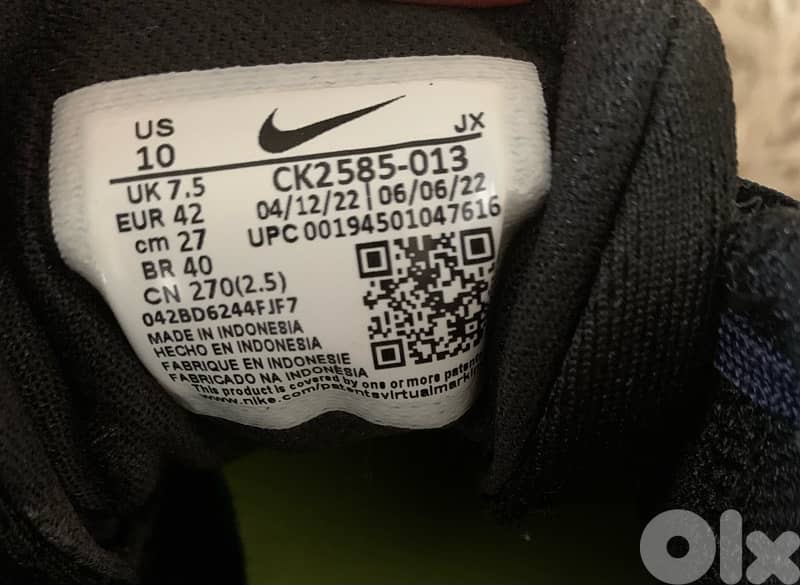 US
10
JX
UK 7.5
CK2585-013
EUR 42
04/12/22 | 06/06/22
cm 27
UPC 00194501047616
BR 40
CN 270(2.5)
042BD6244FJF7
MADE IN INDONESIA
HECHO EN INDONESIA
FABRIQUE EN INDONESIE
FABRICADO NA INDONESIA
This product is covered by one or more
www.nike.com/patents
Olx